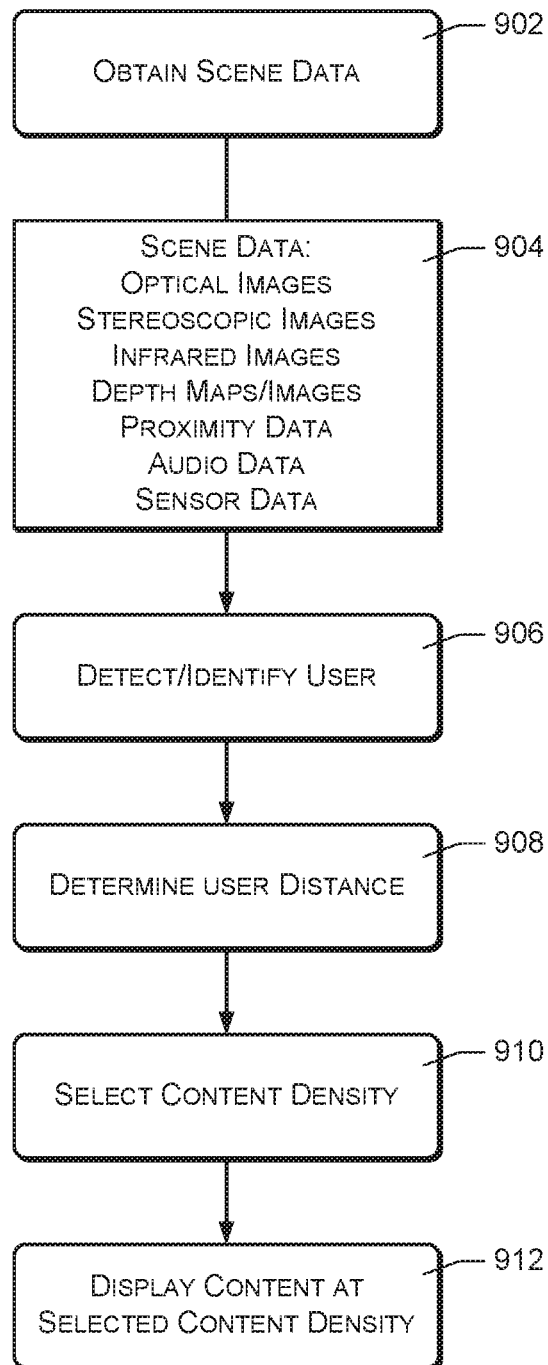 902
OBTAIN SCENE DATA
904
SCENE DATA:
OPTICAL IMAGES
STEREOSCOPIC IMAGES
INFRARED IMAGES
DEPTH MAPS/IMAGES
PROXIMITY DATA
AUDIO DATA
SENSOR DATA
906
DETECT/IDENTIFY USER
908
DETERMINE USER DISTANCE
910
SELECT CONTENT DENSITY
912
DISPLAY CONTENT AT
SELECTED CONTENT DENSITY